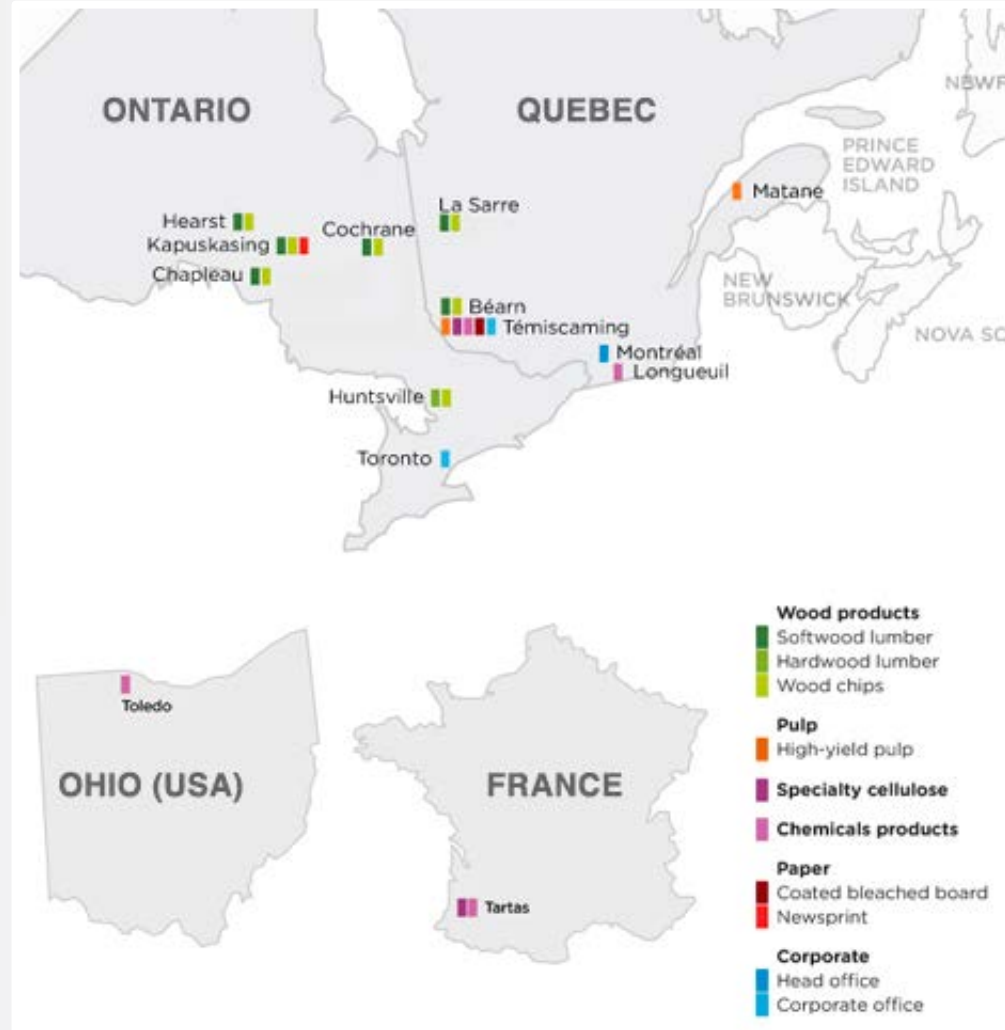 ONTARIO
QUEBEC
PRINCE
EDWARD
ISLAND
Matane
La Sarre
Hearst
Cochrane
Kapuskasing
Chapleau
NEW
BRUNSWICK
Béarn
Témiscaming
Montréal
Longueuil
Huntsville
Toronto
Toledo
OHIO (USA)
FRANCE
Tartas
Wood products
Softwood lumber
Hardwood lumber
Wood chips
Pulp
High-yield pulp
Specialty cellulose
Chemicals products
Paper
Coated bleached board
Newsprint
Corporate
Head office
Corporate office
NEWF
NOVA SC